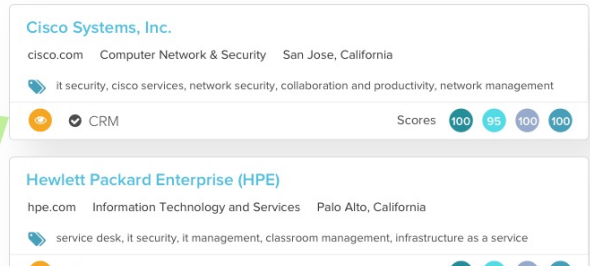 Cisco Systems, Inc.
cisco.com Computer Network & Security San Jose, California
it security, cisco services, network security, collaboration and productivity, network management
CRM Scores 100 95 100 100
Hewlett Packard Enterprise (HPE)
hpe.com Information Technology and Services Palo Alto, California
service desk, it security, it management, classroom management, infrastructure as a service